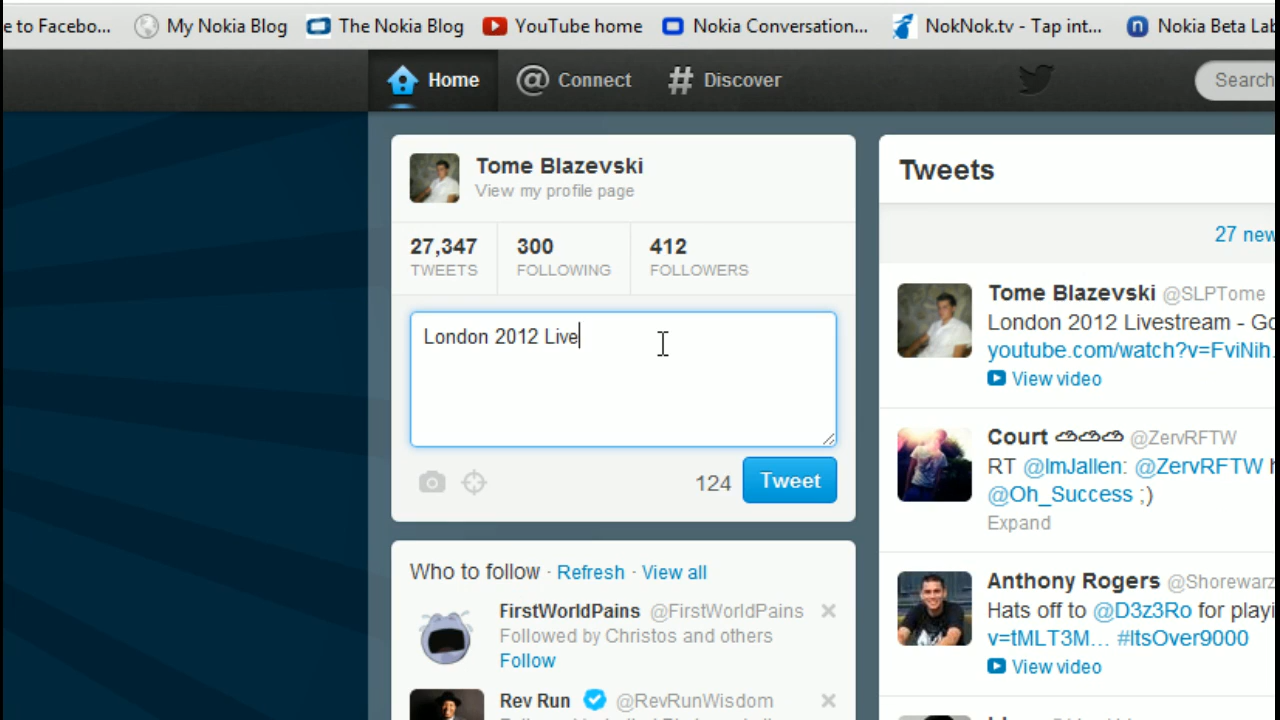 e to Facebo... My Nokia Blog The Nokia Blog YouTube home Nokia Conversation... NokNok.tv - Tap int... Nokia Beta Lab
Home @ Connect # Discover Search
Tome Blazevski
View my profile page
27,347 300 412
TWEETS FOLLOWING FOLLOWERS
London 2012 Live
124 Tweet
Who to follow · Refresh · View all
FirstWorldPains @FirstWorldPains
Followed by Christos and others
Follow
Rev Run @RevRunWisdom
Tweets
27 new
Tome Blazevski @SLPTome
London 2012 Livestream - Go
youtube.com/watch?v=FviNih.
View video
Court @ZervRFTW
RT @ImJallen: @ZervRFTW h
@Oh_Success ;)
Expand
Anthony Rogers @Shorewarz
Hats off to @D3z3Ro for playi
v=tMLT3M... #ItsOver9000
View video